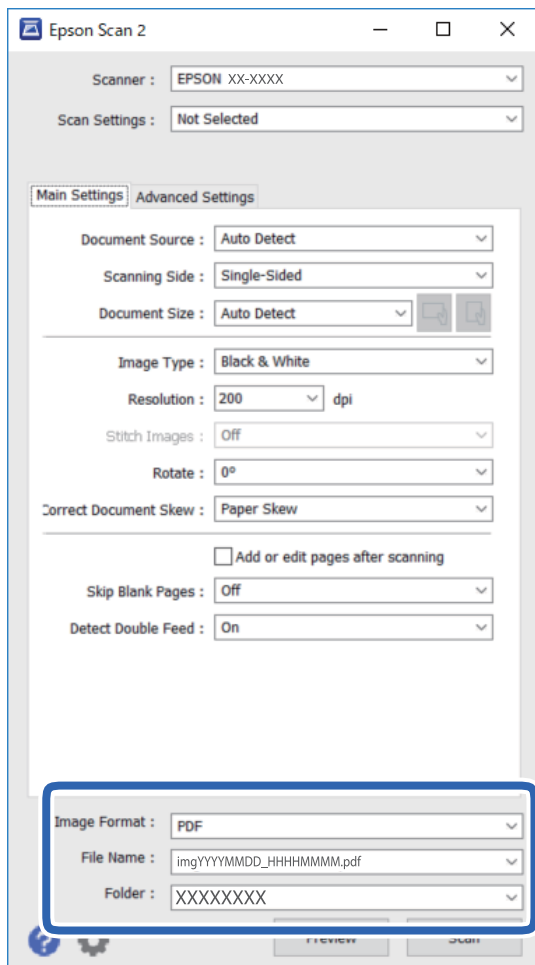 Epson Scan 2
Scanner : EPSON XX-XXXX
Scan Settings : Not Selected
Main Settings Advanced Settings
Document Source : Auto Detect
Scanning Side : Single-Sided
Document Size : Auto Detect
Image Type : Black & White
Resolution : 200 dpi
Stitch Images : Off
Rotate : 0°
Correct Document Skew : Paper Skew
Add or edit pages after scanning
Skip Blank Pages : Off
Detect Double Feed : On
Image Format : PDF
File Name : imgYYYYMMDD_HHHHMMMM.pdf
Folder : XXXXXXXX
? Preview Scan